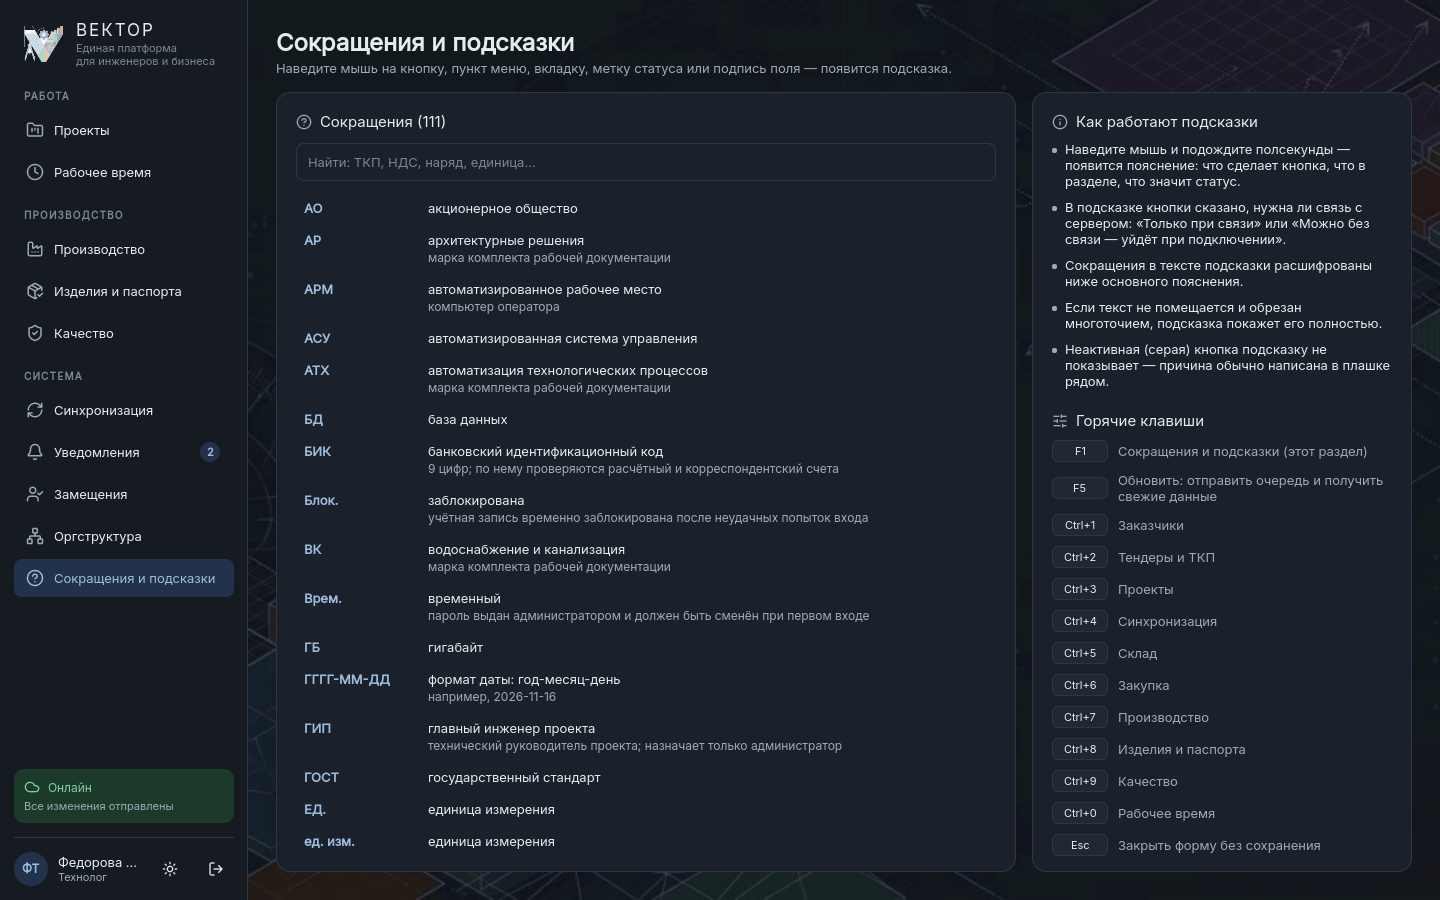 ВЕКТОР
Единая платформа
для инженеров и бизнеса
РАБОТА
Проекты
Рабочее время
ПРОИЗВОДСТВО
Производство
Изделия и паспорта
Качество
СИСТЕМА
Синхронизация
Уведомления 2
Замещения
Оргструктура
Сокращения и подсказки
Онлайн
Все изменения отправлены
ФТ
Федорова ...
Технолог
Сокращения и подсказки
Наведите мышь на кнопку, пункт меню, вкладку, метку статуса или подпись поля — появится подсказка.
Сокращения (111)
Найти: ТКП, НДС, наряд, единица...
АО акционерное общество
АР архитектурные решения
марка комплекта рабочей документации
АРМ автоматизированное рабочее место
компьютер оператора
АСУ автоматизированная система управления
АТХ автоматизация технологических процессов
марка комплекта рабочей документации
БД база данных
БИК банковский идентификационный код
9 цифр; по нему проверяются расчётный и корреспондентский счета
Блок. заблокирована
учётная запись временно заблокирована после неудачных попыток входа
ВК водоснабжение и канализация
марка комплекта рабочей документации
Врем. временный
пароль выдан администратором и должен быть сменён при первом входе
ГБ гигабайт
ГГГГ-ММ-ДД формат даты: год-месяц-день
например, 2026-11-16
ГИП главный инженер проекта
технический руководитель проекта; назначает только администратор
ГОСТ государственный стандарт
ЕД. единица измерения
ед. изм. единица измерения
Как работают подсказки
Наведите мышь и подождите полсекунды —
появится пояснение: что сделает кнопка, что в
разделе, что значит статус.
В подсказке кнопки сказано, нужна ли связь с
сервером: «Только при связи» или «Можно без
связи — уйдёт при подключении».
Сокращения в тексте подсказки расшифрованы
ниже основного пояснения.
Если текст не помещается и обрезан
многоточием, подсказка покажет его полностью.
Неактивная (серая) кнопка подсказку не
показывает — причина обычно написана в плашке
рядом.
Горячие клавиши
F1 Сокращения и подсказки (этот раздел)
F5 Обновить: отправить очередь и получить
свежие данные
Ctrl+1 Заказчики
Ctrl+2 Тендеры и ТКП
Ctrl+3 Проекты
Ctrl+4 Синхронизация
Ctrl+5 Склад
Ctrl+6 Закупка
Ctrl+7 Производство
Ctrl+8 Изделия и паспорта
Ctrl+9 Качество
Ctrl+0 Рабочее время
Esc Закрыть форму без сохранения